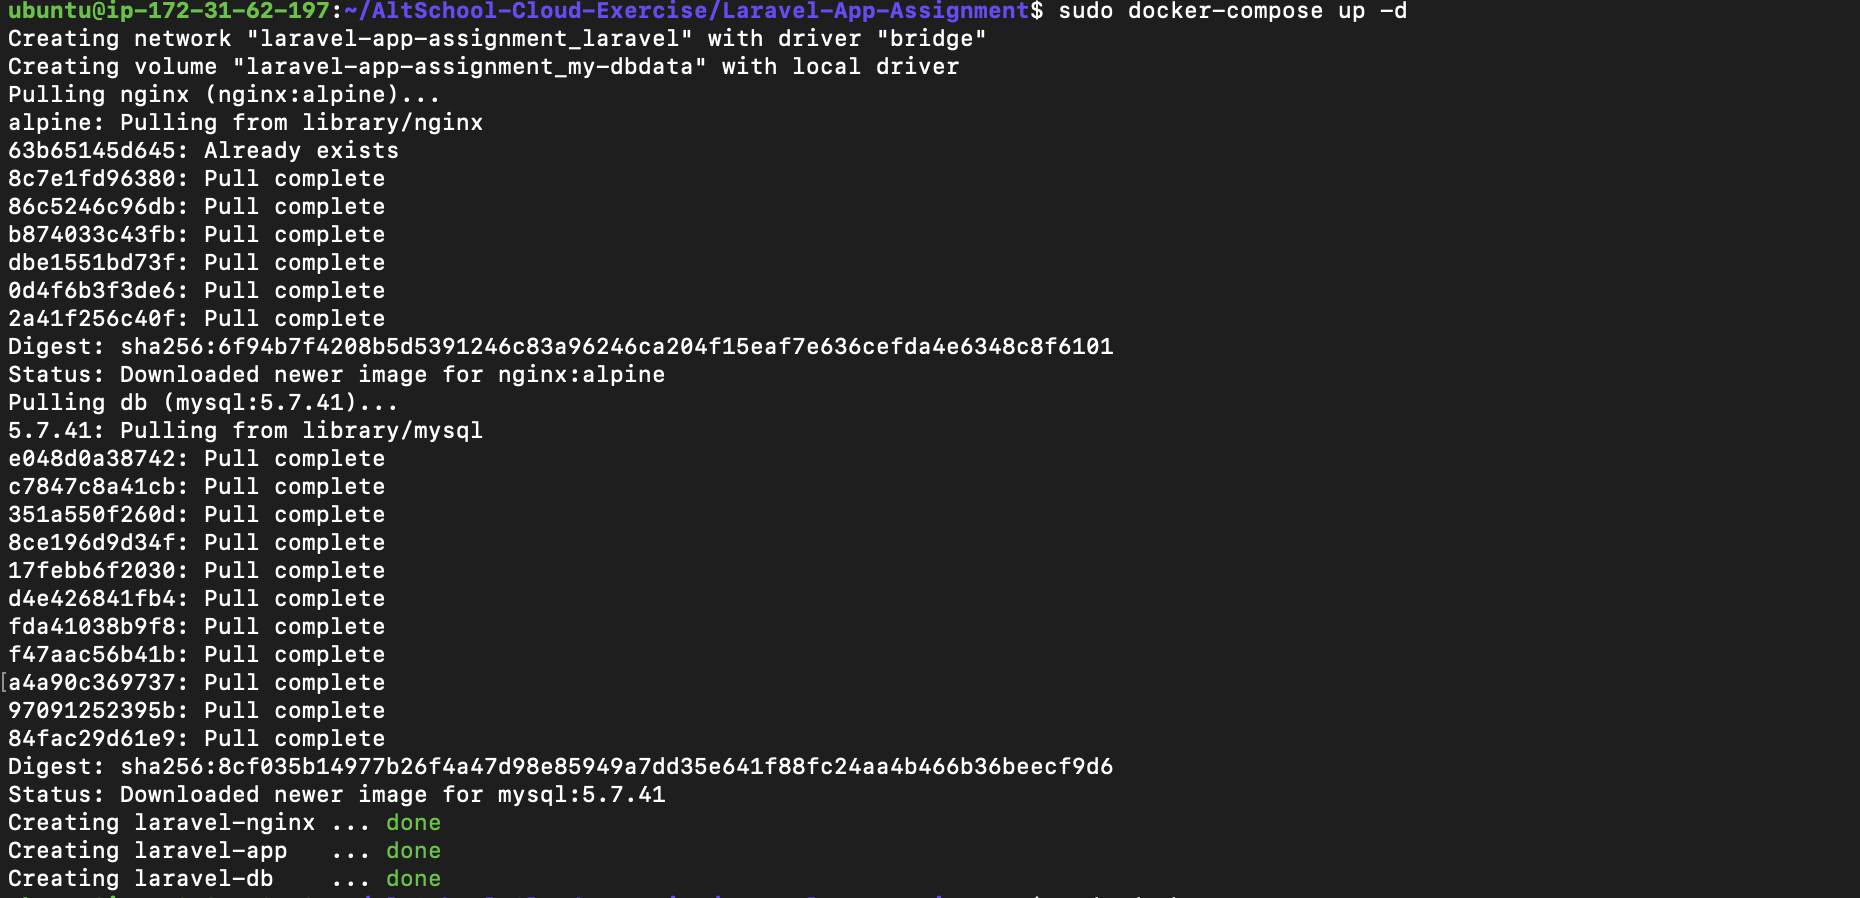 ubuntu@ip-172-31-62-197:~/AltSchool-Cloud-Exercise/Laravel-App-Assignment$ sudo docker-compose up -d
Creating network "laravel-app-assignment_laravel" with driver "bridge"
Creating volume "laravel-app-assignment_my-dbdata" with local driver
Pulling nginx (nginx:alpine)...
alpine: Pulling from library/nginx
63b65145d645: Already exists
8c7e1fd96380: Pull complete
86c5246c96db: Pull complete
b874033c43fb: Pull complete
dbe1551bd73f: Pull complete
0d4f6b3f3de6: Pull complete
2a41f256c40f: Pull complete
Digest: sha256:6f94b7f4208b5d5391246c83a96246ca204f15eaf7e636cefda4e6348c8f6101
Status: Downloaded newer image for nginx:alpine
Pulling db (mysql:5.7.41)...
5.7.41: Pulling from library/mysql
e048d0a38742: Pull complete
c7847c8a41cb: Pull complete
351a550f260d: Pull complete
8ce196d9d34f: Pull complete
17febb6f2030: Pull complete
d4e426841fb4: Pull complete
fda41038b9f8: Pull complete
f47aac56b41b: Pull complete
[a4a90c369737: Pull complete
97091252395b: Pull complete
84fac29d61e9: Pull complete
Digest: sha256:8cf035b14977b26f4a47d98e85949a7dd35e641f88fc24aa4b466b36beecf9d6
Status: Downloaded newer image for mysql:5.7.41
Creating laravel-nginx ... done
Creating laravel-app   ... done
Creating laravel-db    ... done